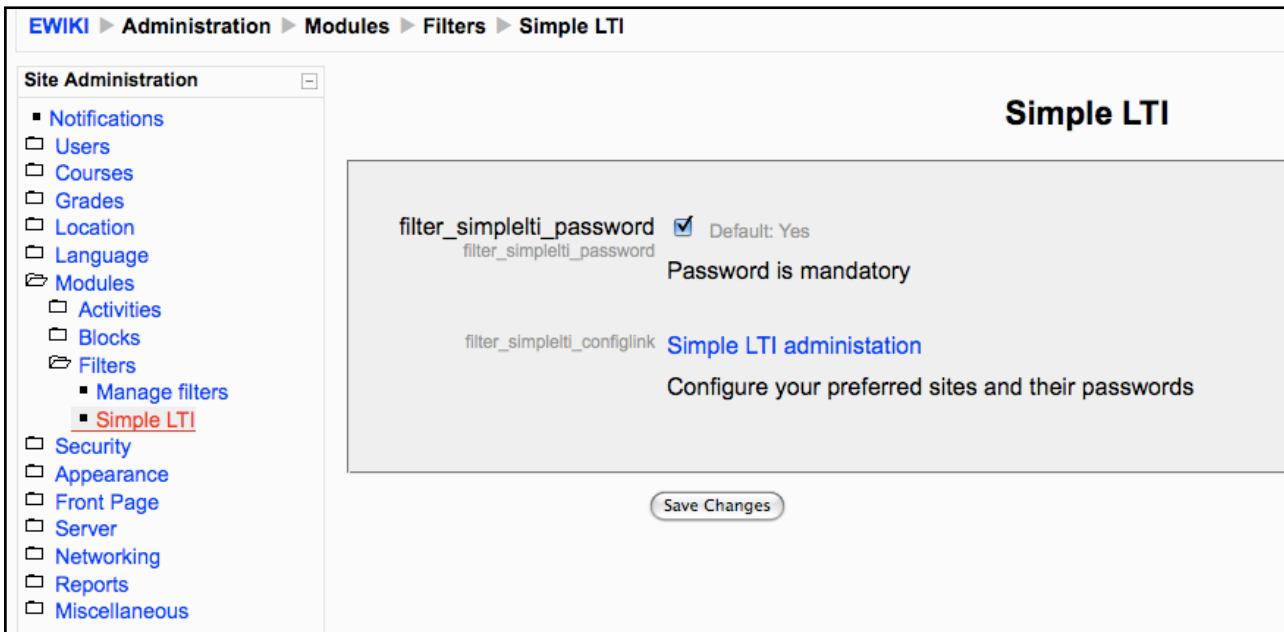 EWIKI ▶ Administration ▶ Modules ▶ Filters ▶ Simple LTI
Site Administration
Notifications
Users
Courses
Grades
Location
Language
Modules
Activities
Blocks
Filters
Manage filters
Simple LTI
Security
Appearance
Front Page
Server
Networking
Reports
Miscellaneous
Simple LTI
filter_simplelti_password Default: Yes
filter_simplelti_password
Password is mandatory
filter_simplelti_configlink Simple LTI administation
Configure your preferred sites and their passwords
Save Changes